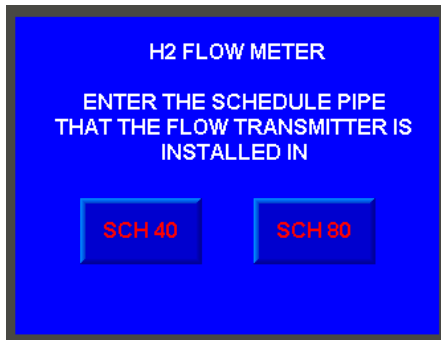 H2 FLOW METER
ENTER THE SCHEDULE PIPE
THAT THE FLOW TRANSMITTER IS
INSTALLED IN
SCH 40
SCH 80